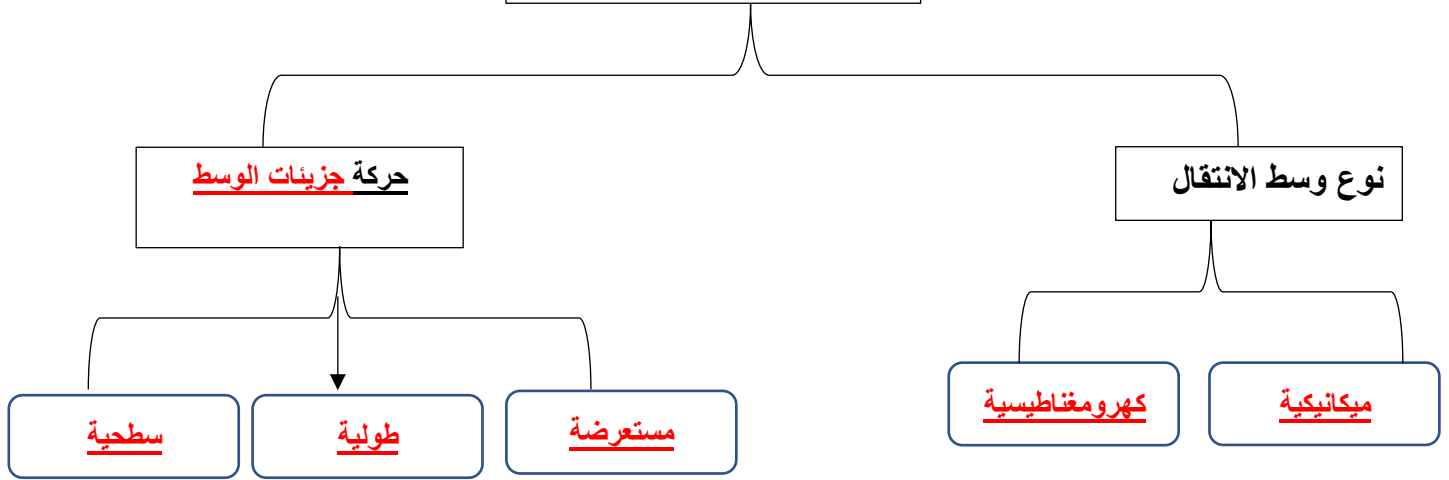 نوع وسط الانتقال
حركة جزيئات الوسط
ميكانيكية
كهرومغناطيسية
مستعرضة
طولية
سطحية